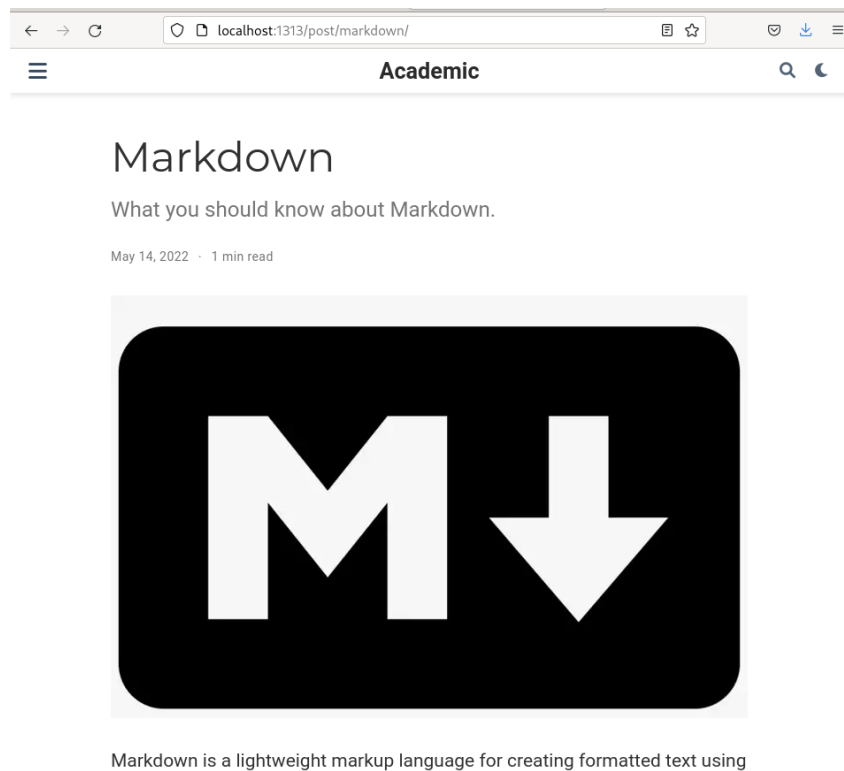 localhost:1313/post/markdown/
Academic
Markdown
What you should know about Markdown.
May 14, 2022 · 1 min read
M
Markdown is a lightweight markup language for creating formatted text using